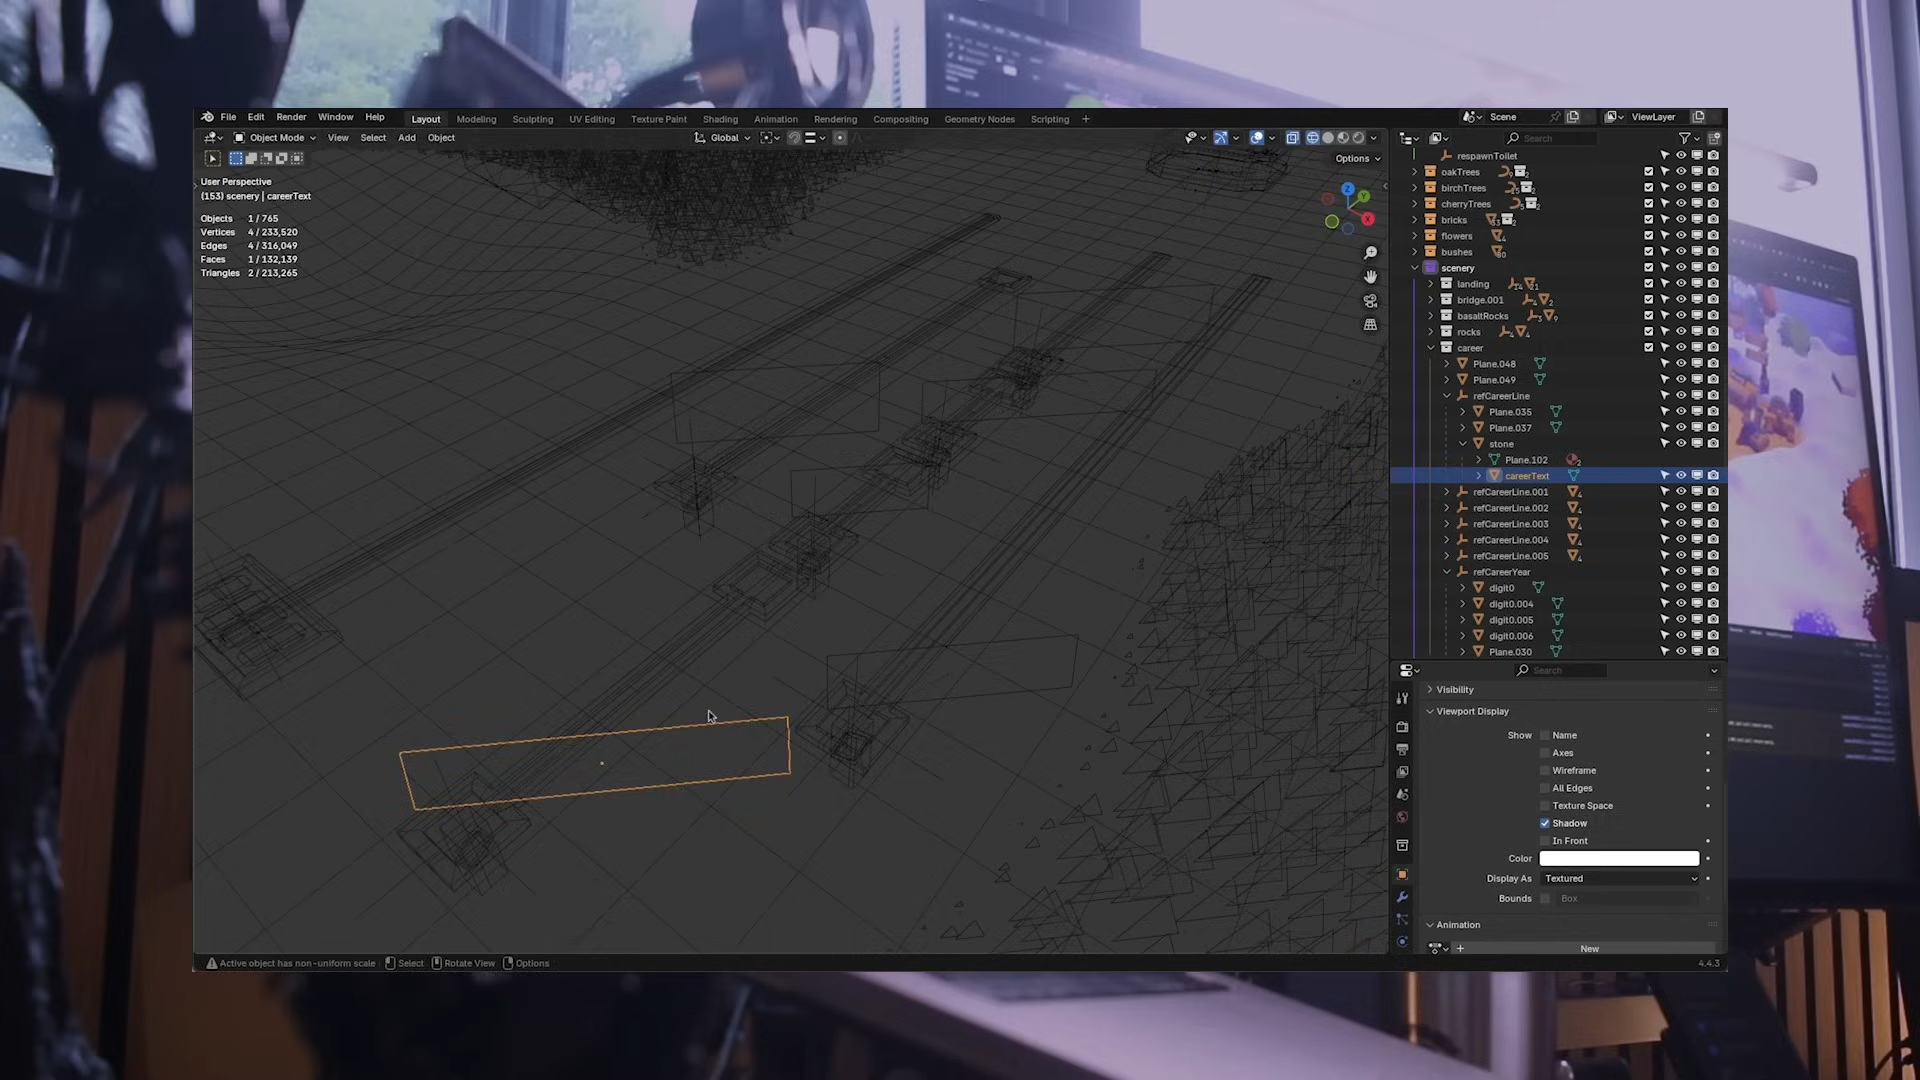 File Edit Render Window Help Layout Modeling Sculpting UV Editing Texture Paint Shading Animation Rendering Compositing Geometry Nodes Scripting + Scene ViewLayer
Object Mode View Select Add Object Global Search
Options
User Perspective
(153) scenery | careerText
Objects 1 / 765
Vertices 4 / 233,520
Edges 4 / 316,049
Faces 1 / 132,139
Triangles 2 / 213,265
Z
Y
X
respawnToilet
oakTrees
birchTrees
cherryTrees
bricks
flowers
bushes
scenery
landing
bridge.001
basaltRocks
rocks
career
Plane.048
Plane.049
refCareerLine
Plane.035
Plane.037
stone
Plane.102
careerText
refCareerLine.001
refCareerLine.002
refCareerLine.003
refCareerLine.004
refCareerLine.005
refCareerYear
digit0
digit0.004
digit0.005
digit0.006
Plane.030
Search
Visibility
Viewport Display
Show Name
Axes
Wireframe
All Edges
Texture Space
Shadow
In Front
Color
Display As Textured
Bounds Box
Animation
New
Active object has non-uniform scale Select Rotate View Options 4.4.3